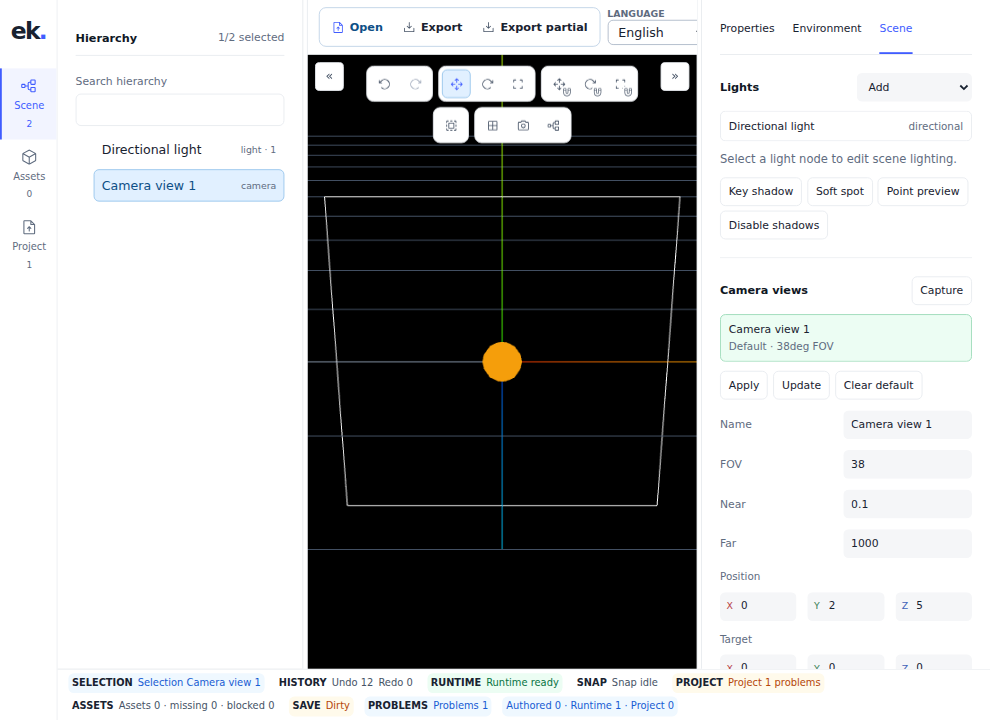 ek.
Scene
2
Assets
0
Project
1
Hierarchy
1/2 selected
Search hierarchy
Directional light
light · 1
Camera view 1
camera
Open
Export
Export partial
LANGUAGE
English
«
»
Properties
Environment
Scene
Lights
Add
Directional light
directional
Select a light node to edit scene lighting.
Key shadow
Soft spot
Point preview
Disable shadows
Camera views
Capture
Camera view 1
Default · 38deg FOV
Apply
Update
Clear default
Name
Camera view 1
FOV
38
Near
0.1
Far
1000
Position
X 0
Y 2
Z 5
Target
X 0
Y 0
Z 0
SELECTION Selection Camera view 1
HISTORY Undo 12 Redo 0
RUNTIME Runtime ready
SNAP Snap idle
PROJECT Project 1 problems
ASSETS Assets 0 · missing 0 · blocked 0
SAVE Dirty
PROBLEMS Problems 1
Authored 0 · Runtime 1 · Project 0